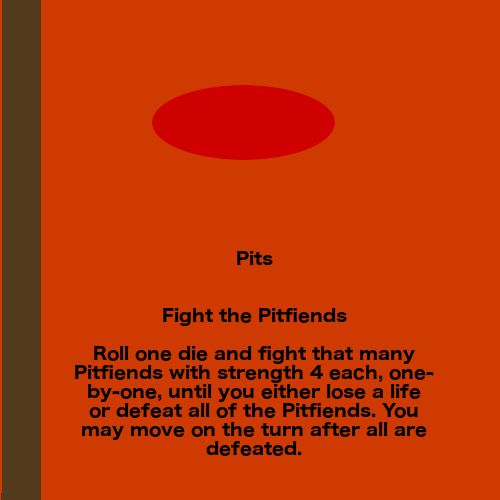 Pits
Fight the Pitfiends
Roll one die and fight that many
Pitfiends with strength 4 each, one-
by-one, until you either lose a life
or defeat all of the Pitfiends. You
may move on the turn after all are
defeated.